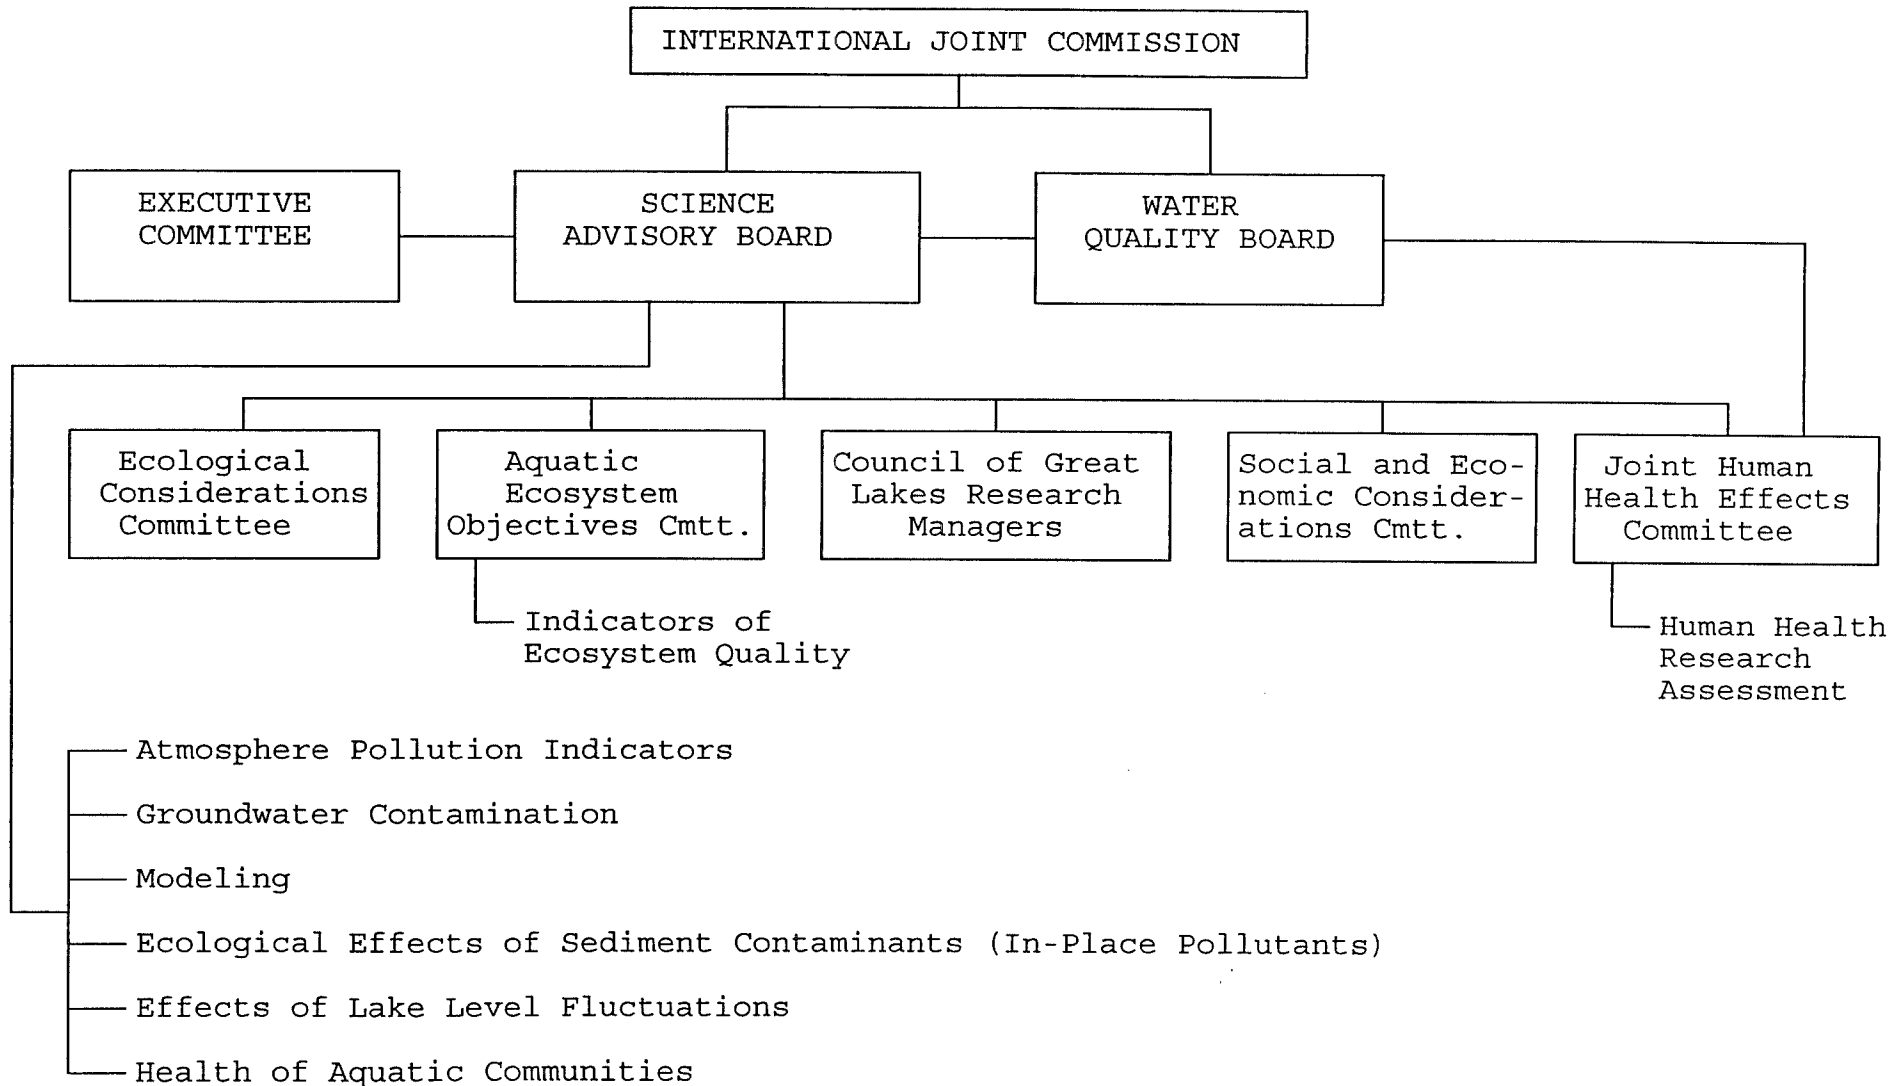 INTERNATIONAL JOINT COMMISSION
EXECUTIVE
COMMITTEE
SCIENCE
ADVISORY BOARD
WATER
QUALITY BOARD
Ecological
Considerations
Committee
Aquatic
Ecosystem
Objectives Cmtt.
Council of Great
Lakes Research
Managers
Social and Eco-
nomic Consider-
ations Cmtt.
Joint Human
Health Effects
Committee
Indicators of
Ecosystem Quality
Human Health
Research
Assessment
Atmosphere Pollution Indicators
Groundwater Contamination
Modeling
Ecological Effects of Sediment Contaminants (In-Place Pollutants)
Effects of Lake Level Fluctuations
Health of Aquatic Communities